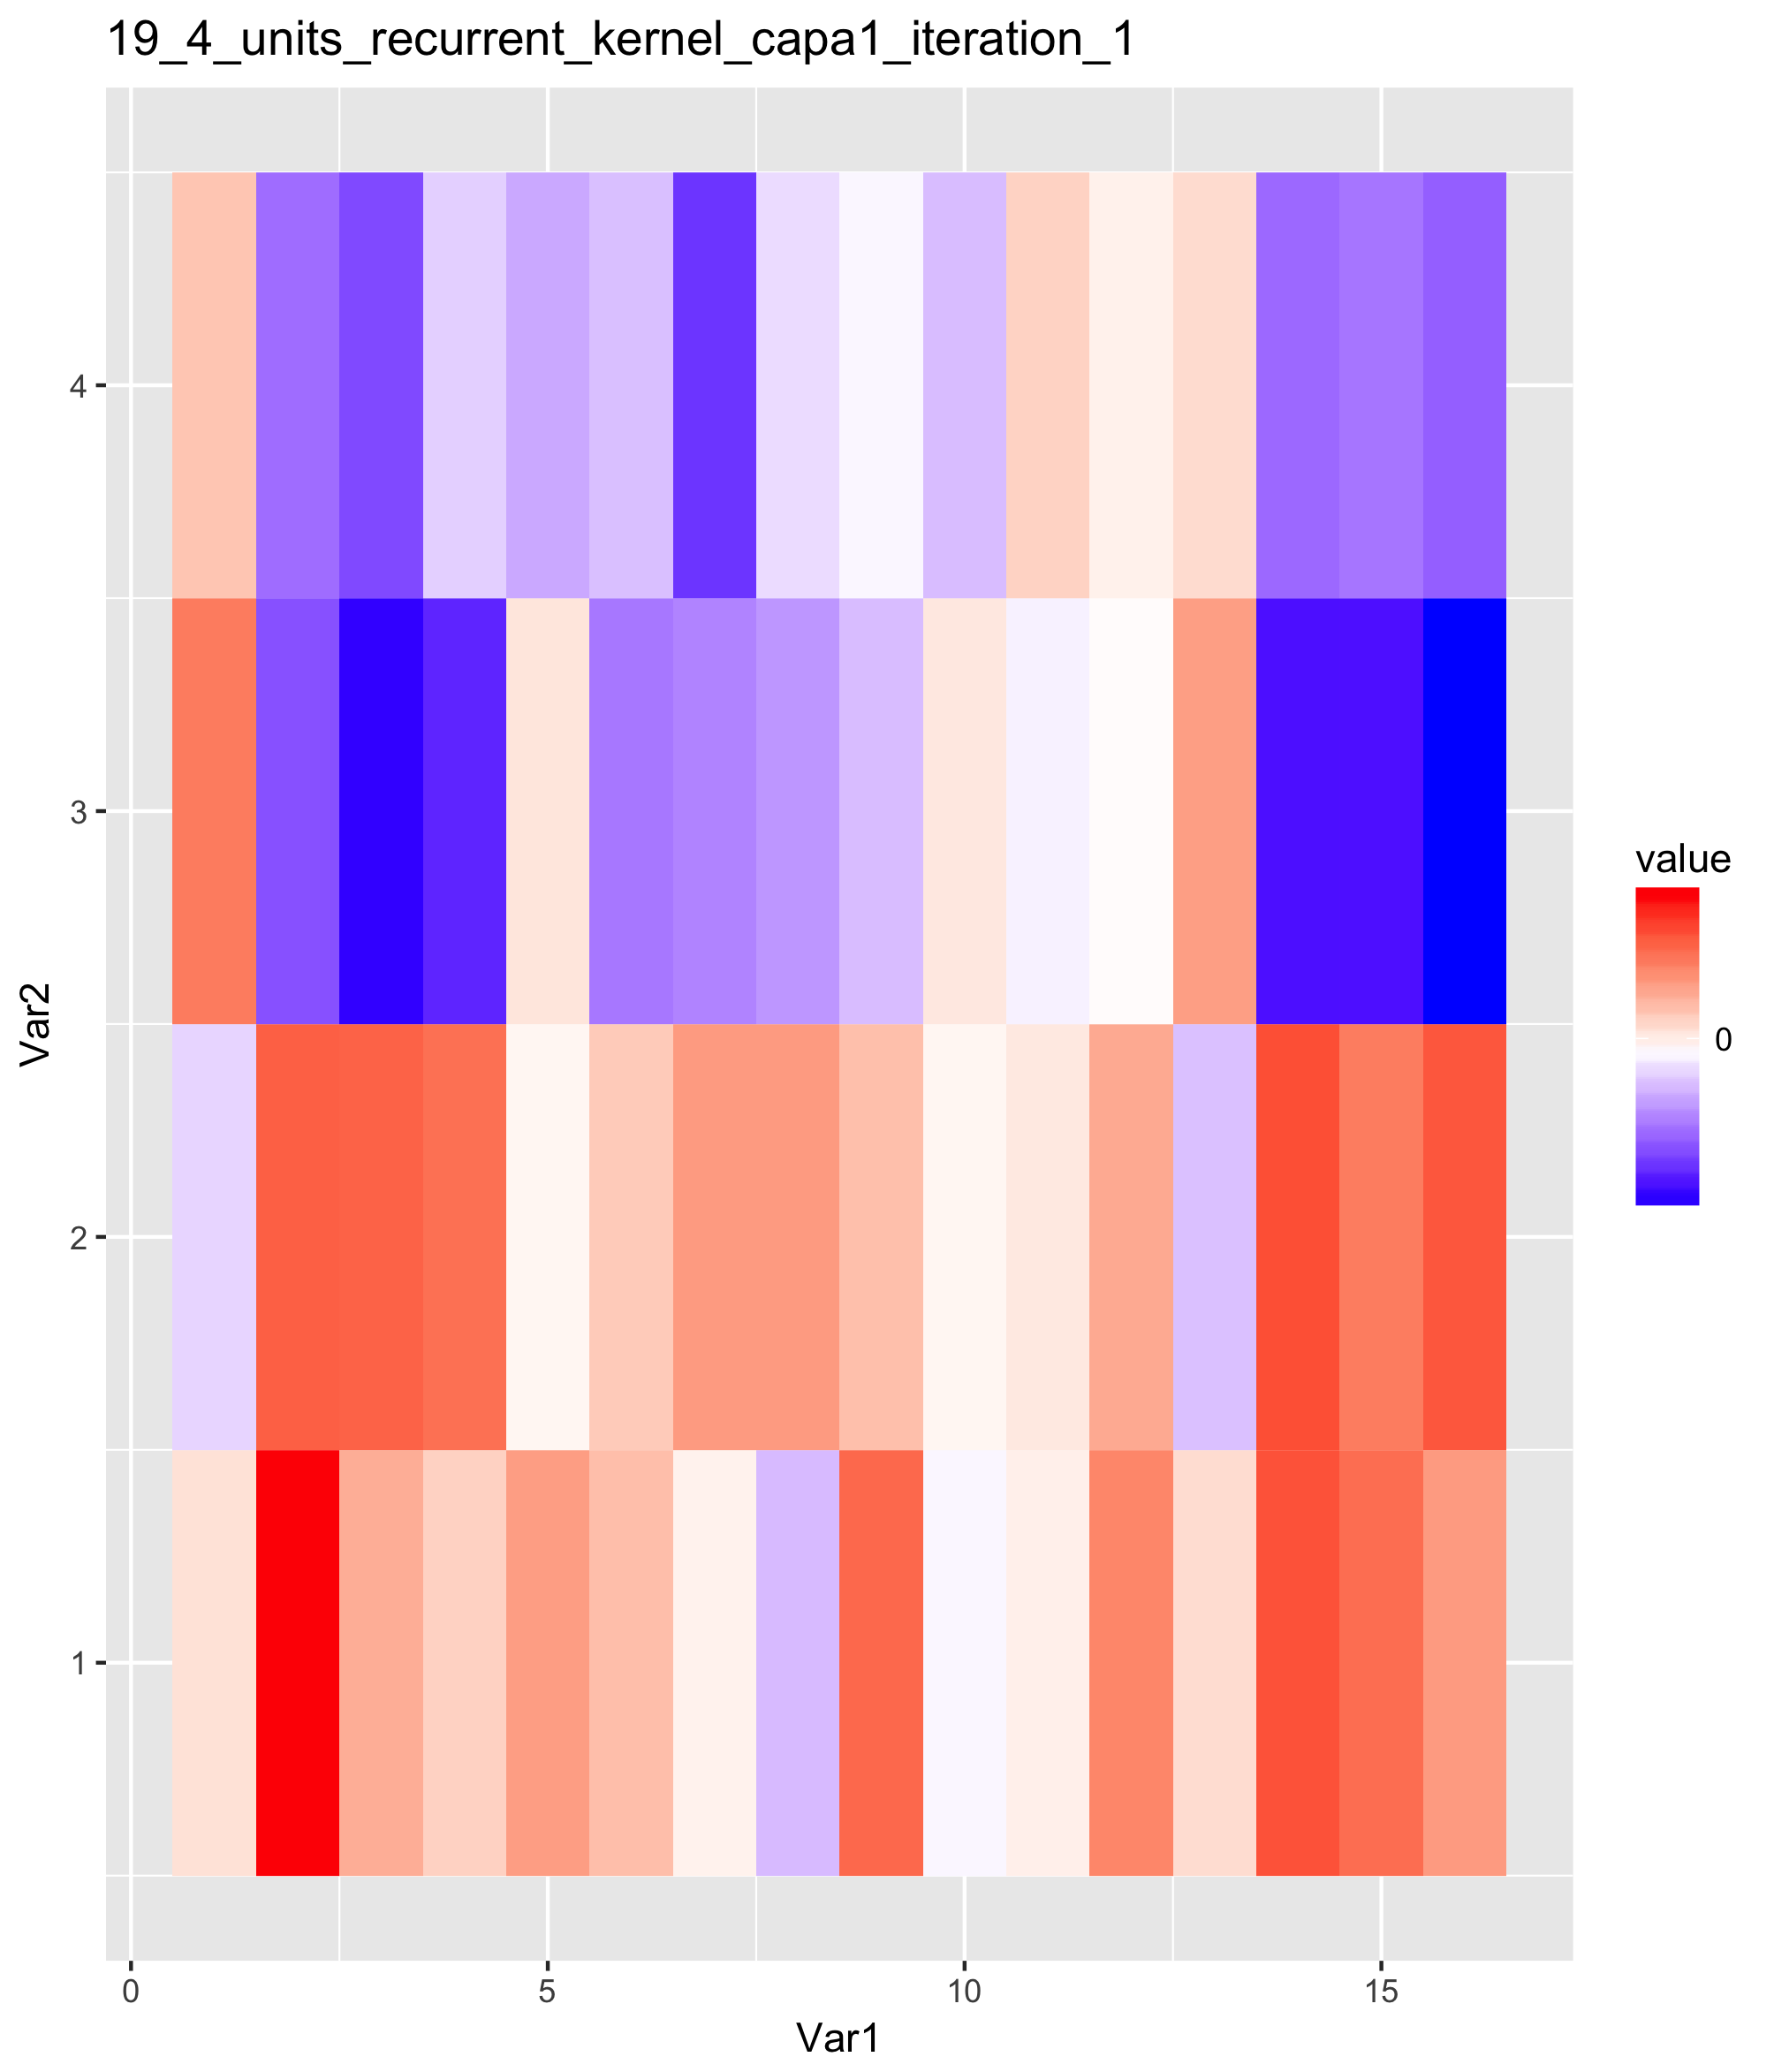 19_4_units_recurrent_kernel_capa1_iteration_1
4
3
2
1
Var2
0
5
10
15
Var1
value
0